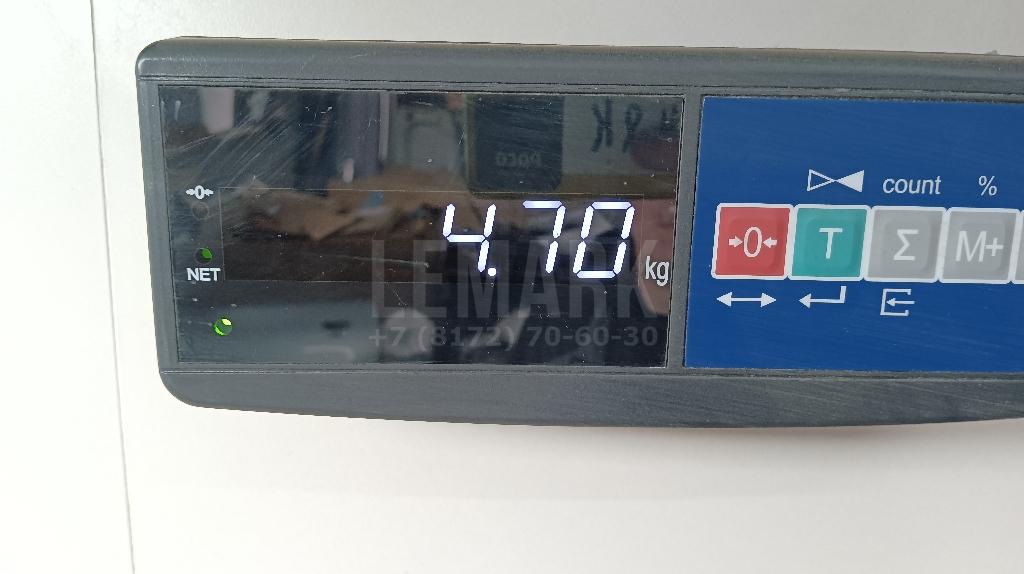 4.70 kg
→0←
NET
count %
→0← T Σ M+
LEMARK
+7 (8172) 70-60-30